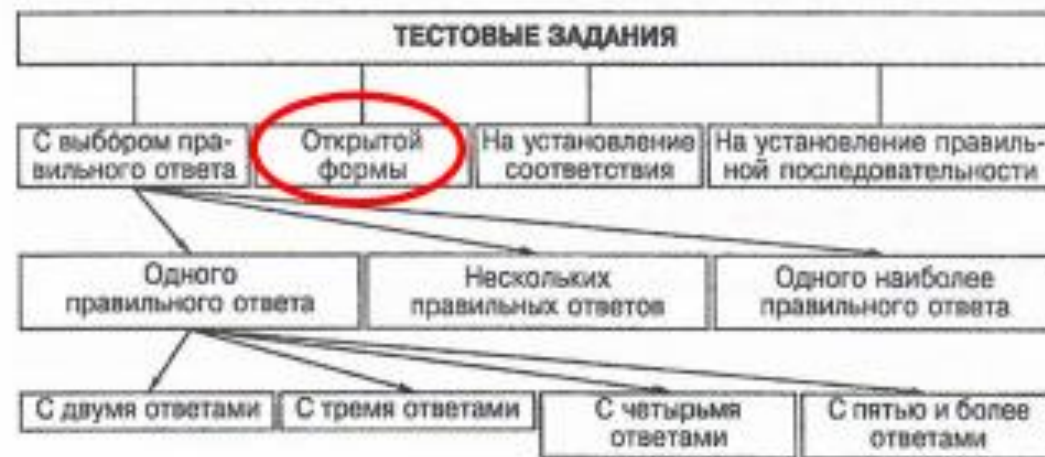 ТЕСТОВЫЕ ЗАДАНИЯ
С выбором пра-
вильного ответа
Открытой
формы
На установление
соответствия
На установление правиль-
ной последовательности
Одного
правильного ответа
Нескольких
правильных ответов
Одного наиболее
правильного ответа
С двумя ответами
С тремя ответами
С четырьмя
ответами
С пятью и более
ответами